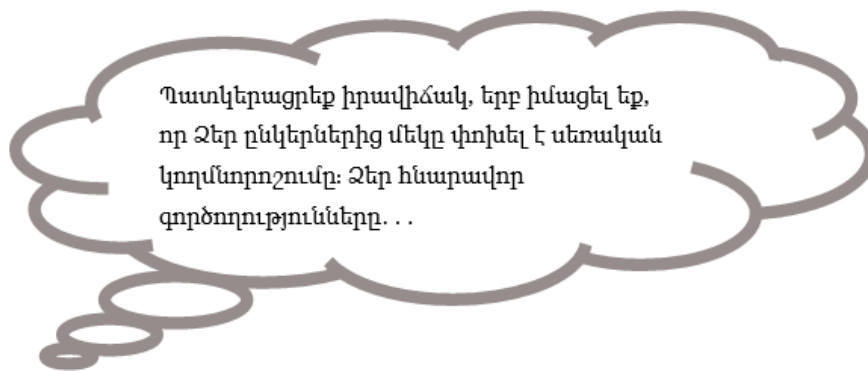 Պատկերացրեք իրավիճակ, երբ իմացել եք,
որ Ձեր ընկերներից մեկը փոխել է սեռական
կողմնորոշումը։ Ձեր հնարավոր
գործողությունները. . .